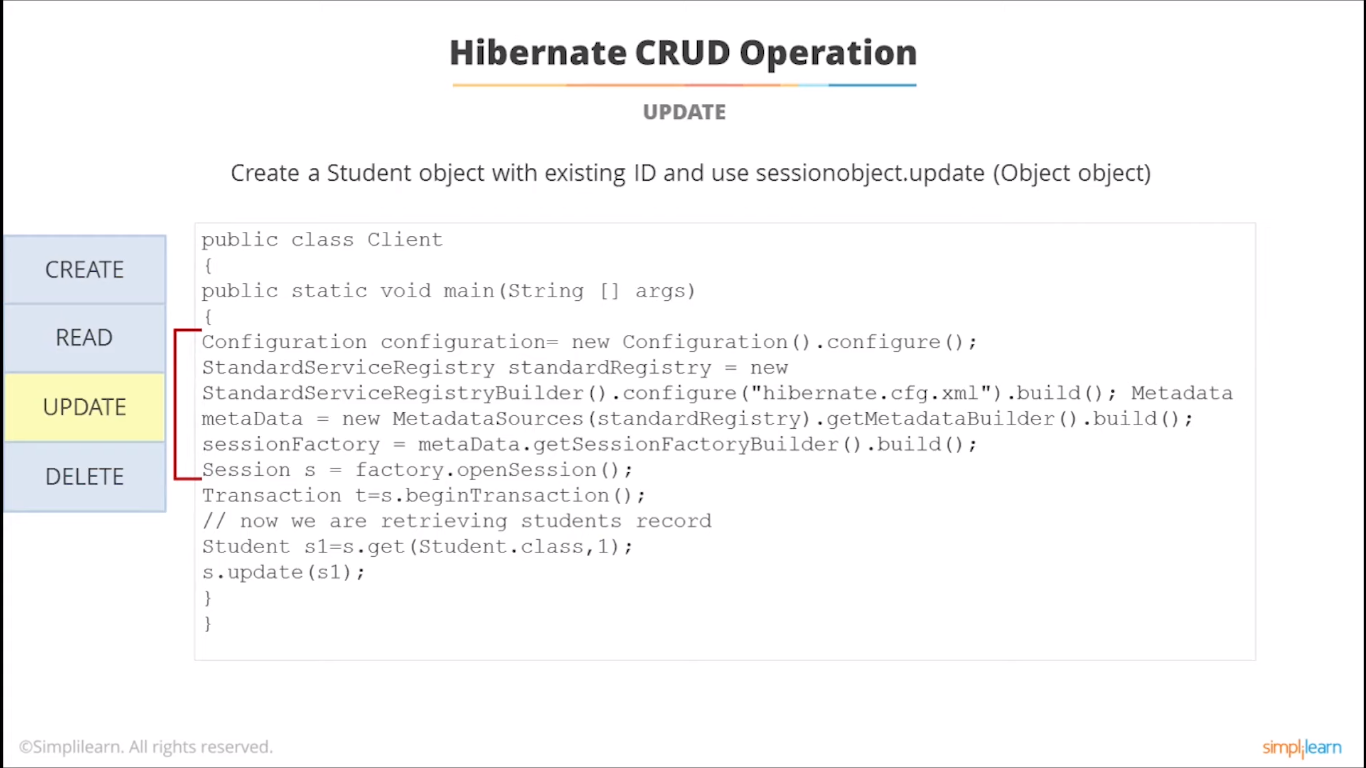 Hibernate CRUD Operation
UPDATE
Create a Student object with existing ID and use sessionobject.update (Object object)
CREATE
READ
UPDATE
DELETE
public class Client
{
public static void main(String [] args)
{
Configuration configuration= new Configuration().configure();
StandardServiceRegistry standardRegistry = new
StandardServiceRegistryBuilder().configure("hibernate.cfg.xml").build(); Metadata
metaData = new MetadataSources(standardRegistry).getMetadataBuilder().build();
sessionFactory = metaData.getSessionFactoryBuilder().build();
Session s = factory.openSession();
Transaction t=s.beginTransaction();
// now we are retrieving students record
Student s1=s.get(Student.class,1);
s.update(s1);
}
}
©Simplilearn. All rights reserved.
simplilearn